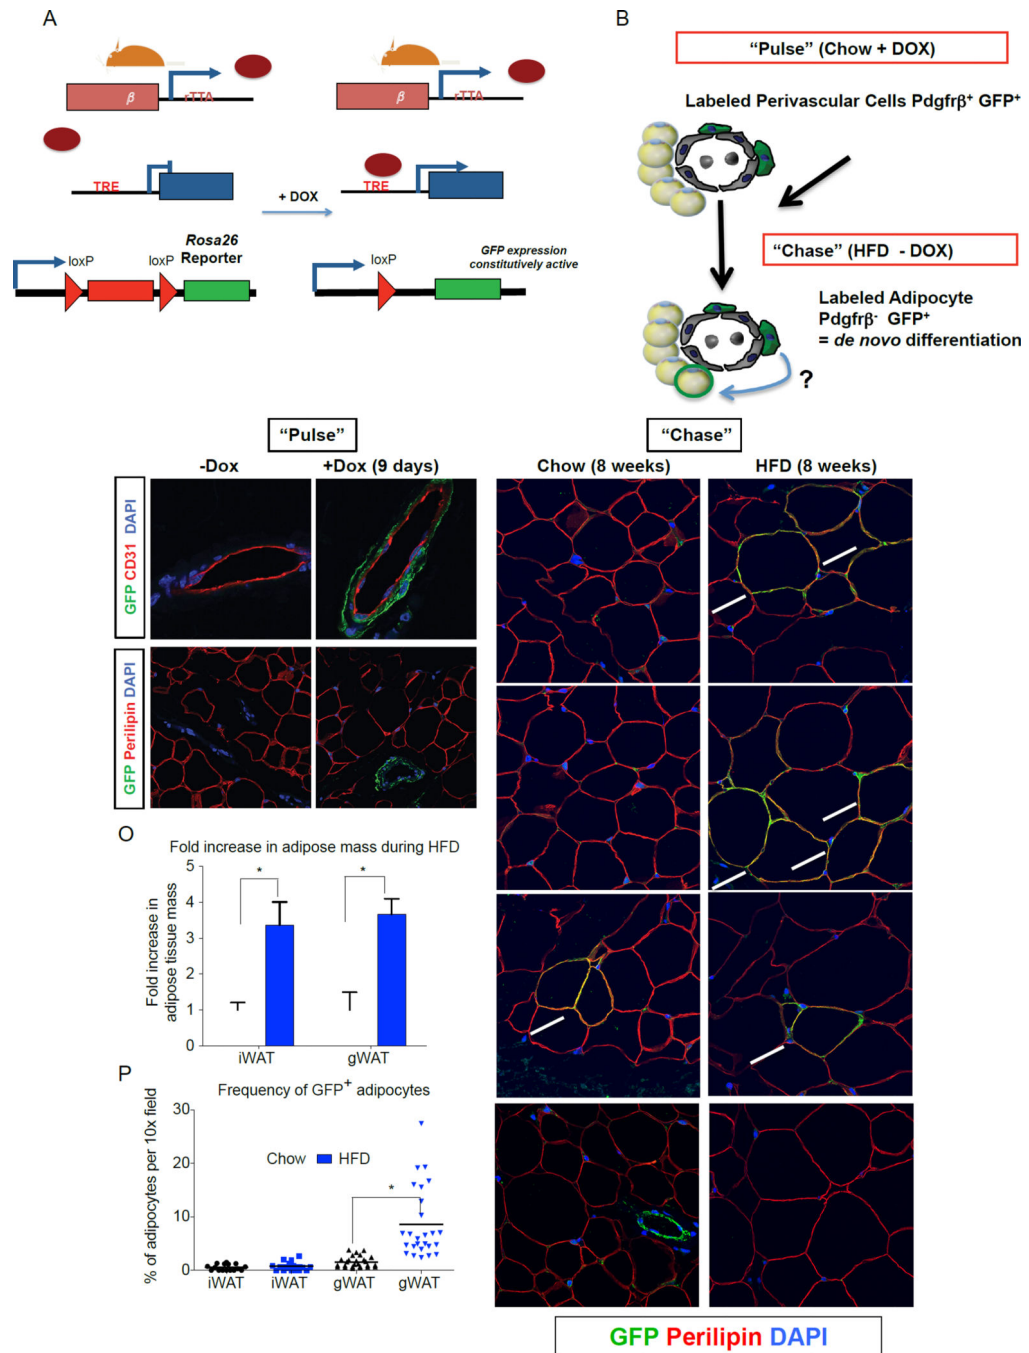 A
β
rTTA
β
rTTA
TRE
TRE
+ DOX
Rosa26
Reporter
loxP
loxP
GFP expression
constitutively active
loxP
B
"Pulse" (Chow + DOX)
Labeled Perivascular Cells Pdgfrβ⁺ GFP⁺
"Chase" (HFD - DOX)
Labeled Adipocyte
Pdgfrβ⁻ GFP⁺
= de novo differentiation
?
"Pulse"
-Dox
+Dox (9 days)
GFP CD31 DAPI
GFP Perilipin DAPI
"Chase"
Chow (8 weeks)
HFD (8 weeks)
O
Fold increase in adipose mass during HFD
Fold increase in
adipose tissue mass
5
4
3
2
1
0
*
*
iWAT
gWAT
P
Frequency of GFP⁺ adipocytes
% of adipocytes per 10x field
30
20
10
0
Chow
HFD
*
iWAT
iWAT
gWAT
gWAT
GFP Perilipin DAPI